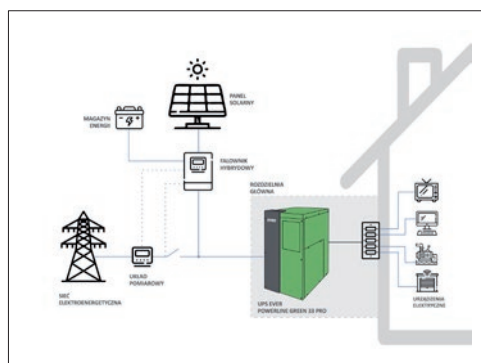 PANEL
SOLARNY
MAGAZYN
ENERGII
FALOWNIK
HYBRYDOWY
ROZDZIELNIA
GŁÓWNA
UKŁAD
POMIAROWY
SIEĆ
ELEKTROENERGETYCZNA
UPS EVER
POWERLINE GREEN 33 PRO
URZĄDZENIA
ELEKTRYCZNE